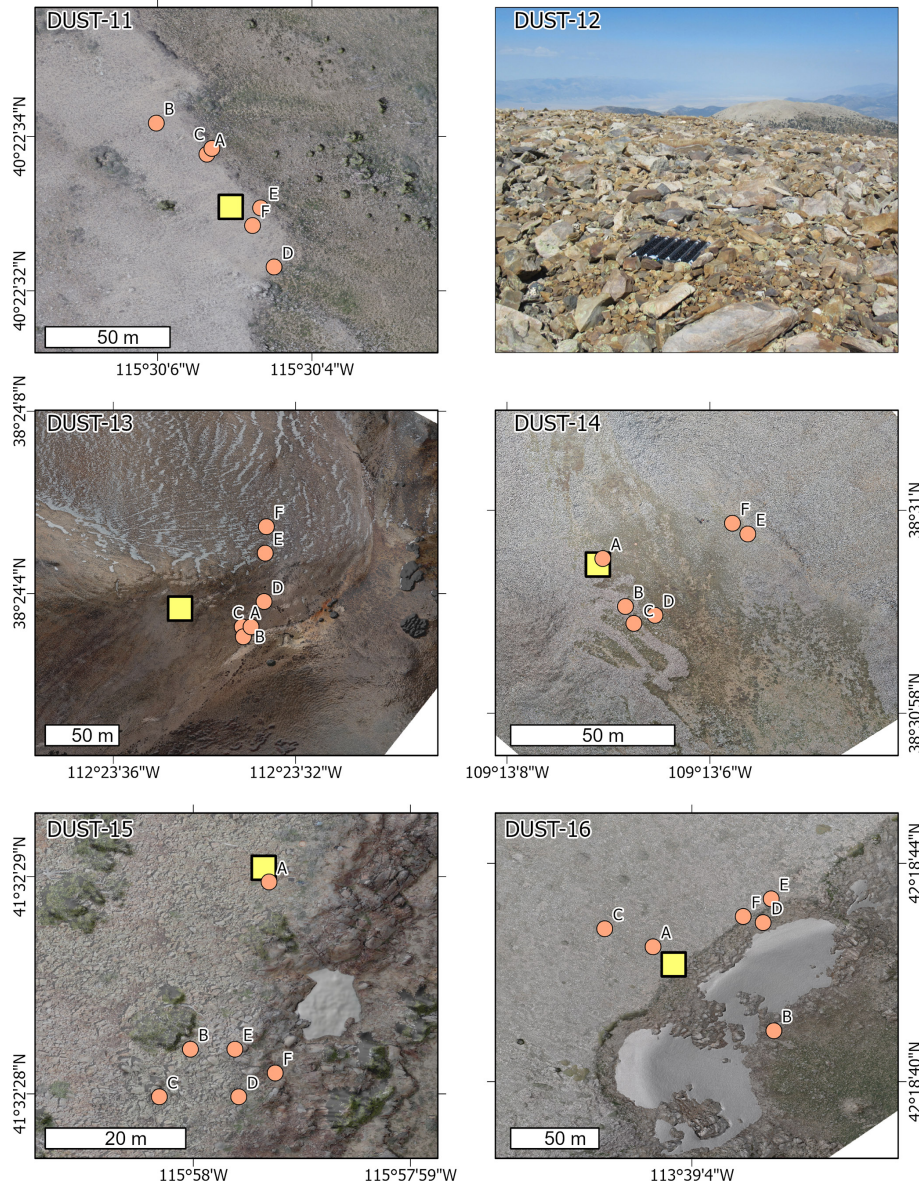 DUST-11
B
C A
E
F
D
40°22'34"N
40°22'32"N
50 m
115°30'6"W
115°30'4"W
DUST-12
DUST-13
F
E
D
C A
B
38°24'8"N
38°24'4"N
50 m
112°23'36"W
112°23'32"W
DUST-14
F
E
A
B
D
C
38°31'N
38°30'58"N
50 m
109°13'8"W
109°13'6"W
DUST-15
A
B
E
F
C
D
41°32'29"N
41°32'28"N
20 m
115°58'W
115°57'59"W
DUST-16
E
F
D
C
A
B
42°18'44"N
42°18'40"N
50 m
113°39'4"W